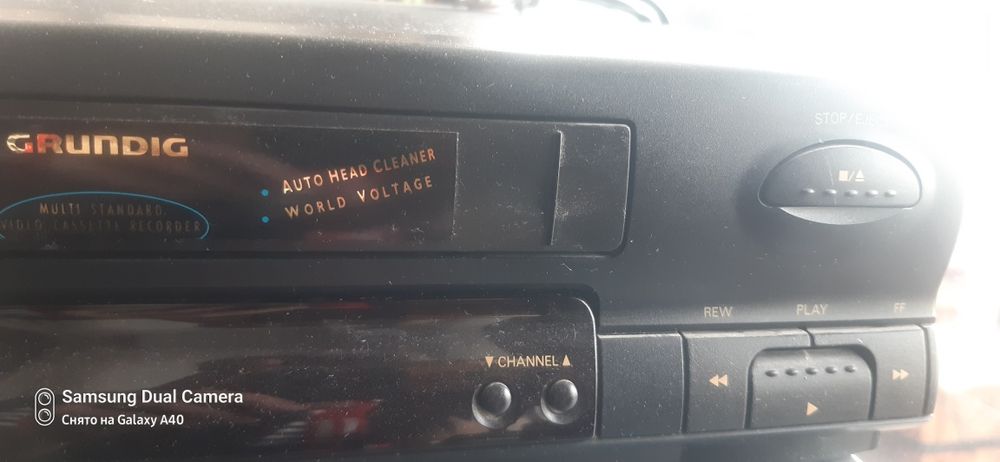 STOP/EJECT
GRUNDIG
AUTO HEAD CLEANER
WORLD VOLTAGE
MULTI STANDARD
VIDEO CASSETTE RECORDER
REW PLAY FF
▼ CHANNEL ▲
Samsung Dual Camera
Снято на Galaxy A40